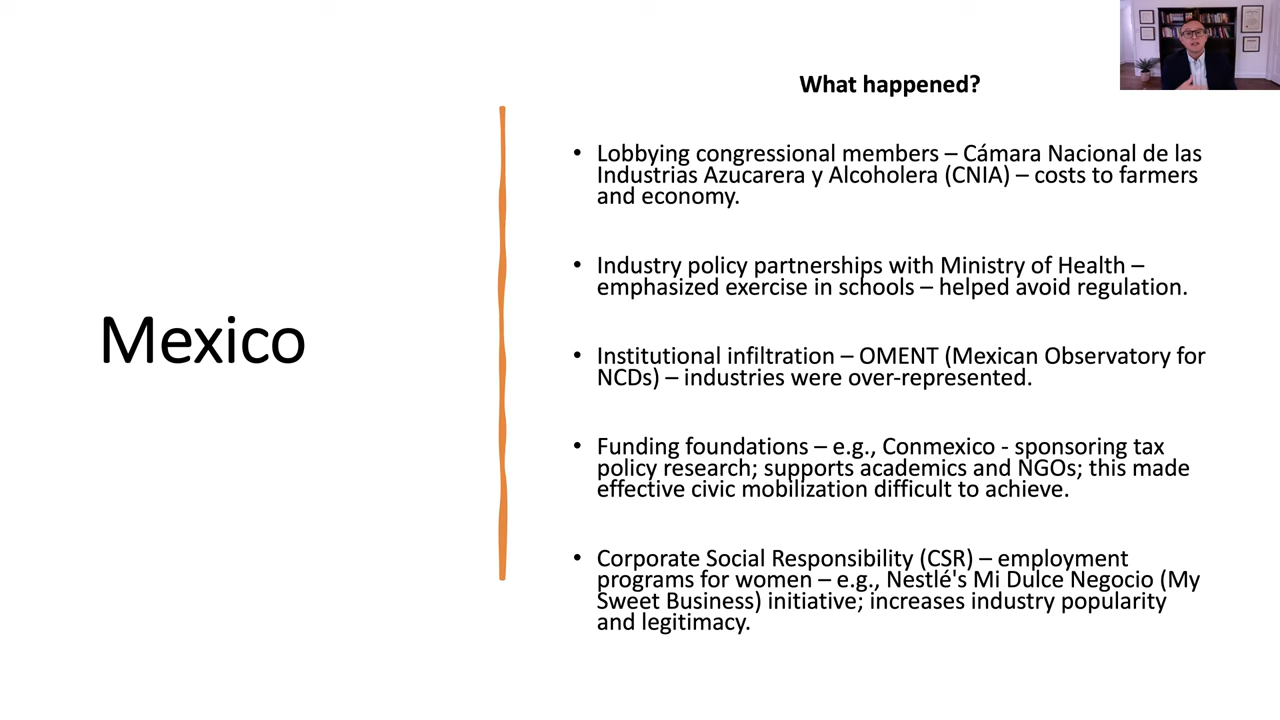 What happened?
• Lobbying congressional members – Cámara Nacional de las
Industrias Azucarera y Alcoholera (CNIA) – costs to farmers
and economy.
• Industry policy partnerships with Ministry of Health –
emphasized exercise in schools – helped avoid regulation.
Mexico
• Institutional infiltration – OMENT (Mexican Observatory for
NCDs) – industries were over-represented.
• Funding foundations – e.g., Conmexico - sponsoring tax
policy research; supports academics and NGOs; this made
effective civic mobilization difficult to achieve.
• Corporate Social Responsibility (CSR) – employment
programs for women – e.g., Nestlé's Mi Dulce Negocio (My
Sweet Business) initiative; increases industry popularity
and legitimacy.